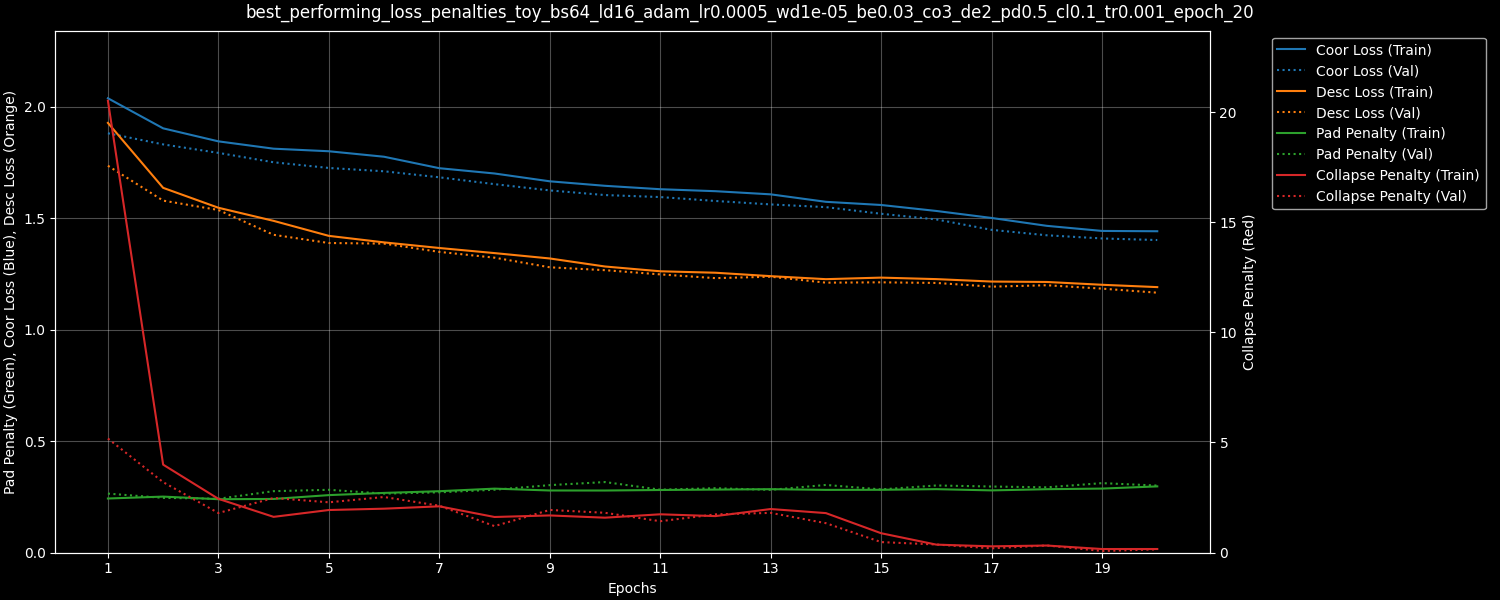 best_performing_loss_penalties_toy_bs64_ld16_adam_lr0.0005_wd1e-05_be0.03_co3_de2_pd0.5_cl0.1_tr0.001_epoch_20
Pad Penalty (Green), Coor Loss (Blue), Desc Loss (Orange)
2.0
1.5
1.0
0.5
0.0
1 3 5 7 9 11 13 15 17 19
Epochs
20
15
10
5
0
Collapse Penalty (Red)
Coor Loss (Train)
Coor Loss (Val)
Desc Loss (Train)
Desc Loss (Val)
Pad Penalty (Train)
Pad Penalty (Val)
Collapse Penalty (Train)
Collapse Penalty (Val)